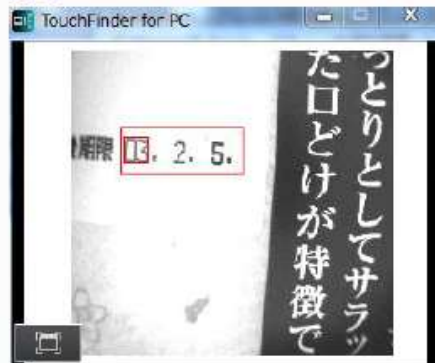 TouchFinder for PC
期限 13. 2. 5.
っとりとしてサラッ
た口どけが特徴で